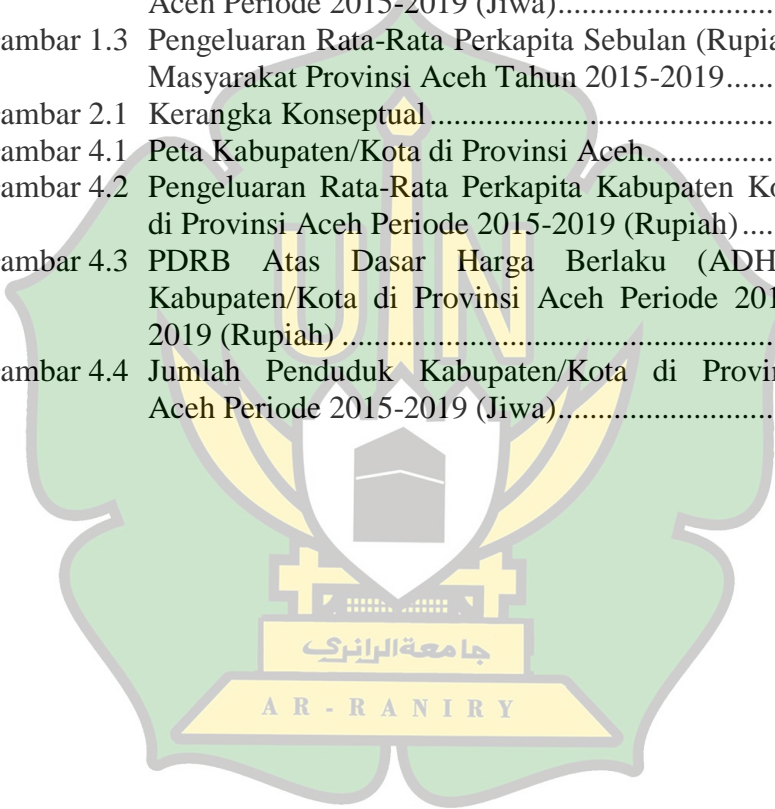 Aceh Periode 2015-2019 (Jiwa)............................
ambar 1.3 Pengeluaran Rata-Rata Perkapita Sebulan (Rupia
Masyarakat Provinsi Aceh Tahun 2015-2019.......
ambar 2.1 Kerangka Konseptual............................................
ambar 4.1 Peta Kabupaten/Kota di Provinsi Aceh.................
ambar 4.2 Pengeluaran Rata-Rata Perkapita Kabupaten Ko
di Provinsi Aceh Periode 2015-2019 (Rupiah).....
ambar 4.3 PDRB Atas Dasar Harga Berlaku (ADH
Kabupaten/Kota di Provinsi Aceh Periode 201
2019 (Rupiah) ........................................................
ambar 4.4 Jumlah Penduduk Kabupaten/Kota di Provin
Aceh Periode 2015-2019 (Jiwa)............................
UIN
جامعةالرانري
AR-RANIRY